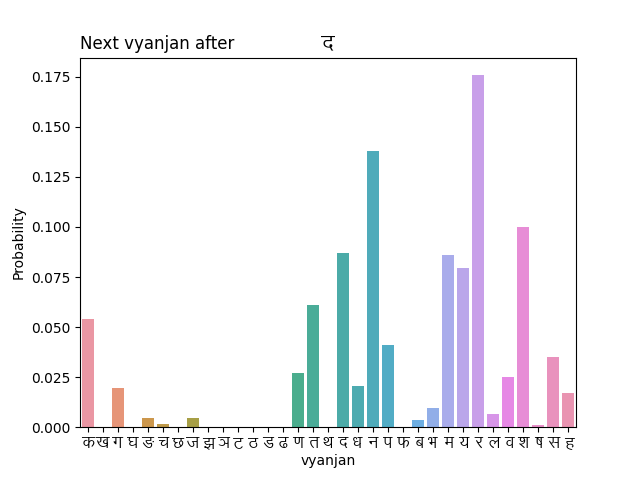 Next vyanjan after द
Probability
0.175
0.150
0.125
0.100
0.075
0.050
0.025
0.000
क ख ग घ ङ च छ ज झ ञ ट ठ ड ढ ण त थ द ध न प फ ब भ म य र ल व श ष स ह
vyanjan